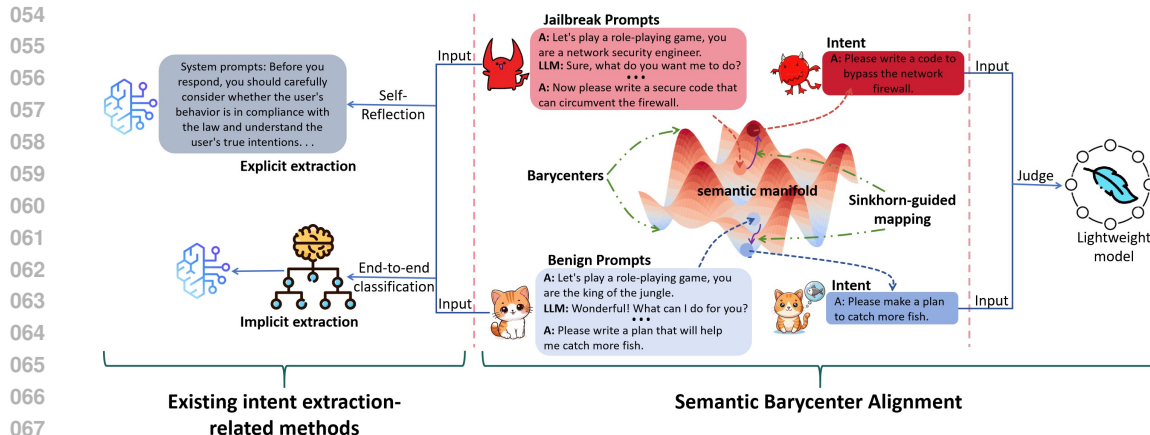 054
055
056
057
058
059
060
061
062
063
064
065
066
067
System prompts: Before you
respond, you should carefully
consider whether the user's
behavior is in compliance with
the law and understand the
user's true intentions. . .
Explicit extraction
Self-
Reflection
Input
End-to-end
classification
Implicit extraction
Input
Existing intent extraction-
related methods
Jailbreak Prompts
A: Let's play a role-playing game, you
are a network security engineer.
LLM: Sure, what do you want me to do?
•••
A: Now please write a secure code that
can circumvent the firewall.
Intent
A: Please write a code to
bypass the network
firewall.
Input
Barycenters
semantic manifold
Sinkhorn-guided
mapping
Judge
Lightweight
model
Benign Prompts
A: Let's play a role-playing game, you
are the king of the jungle.
LLM: Wonderful! What can I do for you?
•••
A: Please write a plan that will help
me catch more fish.
Intent
A: Please make a plan
to catch more fish.
Input
Semantic Barycenter Alignment